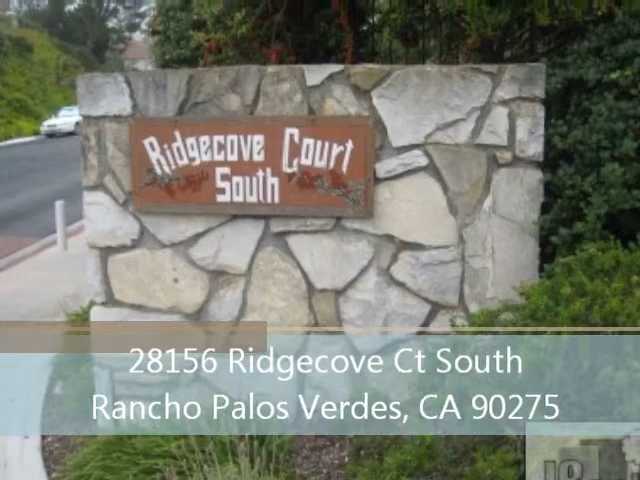 Ridgecove Court
South
28156 Ridgecove Ct South
Rancho Palos Verdes, CA 90275